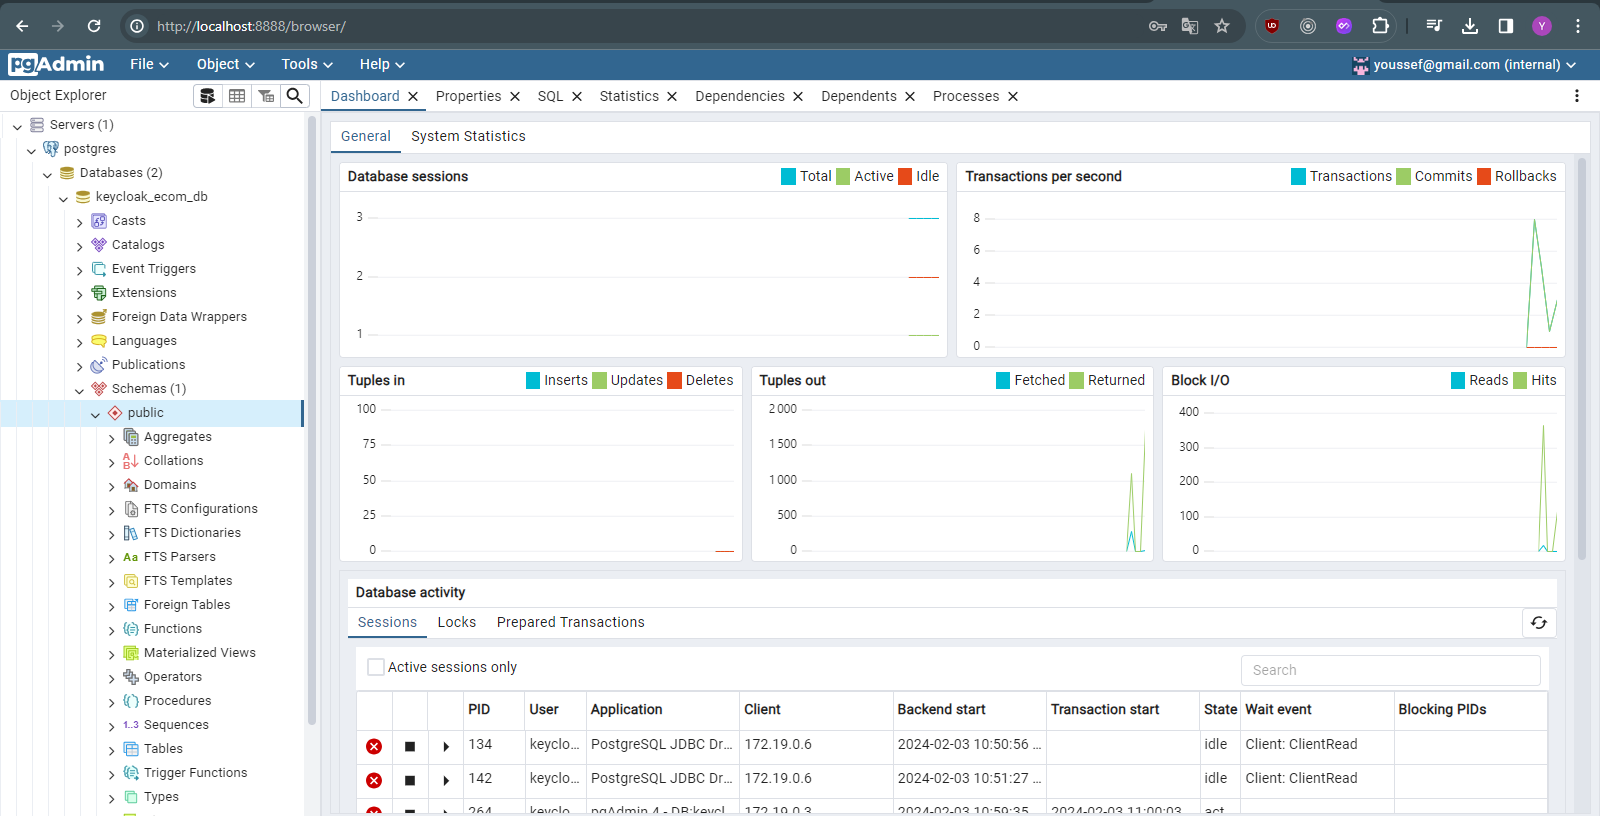 http://localhost:8888/browser/
pgAdmin File Object Tools Help youssef@gmail.com (internal)
Object Explorer
Dashboard Properties SQL Statistics Dependencies Dependents Processes
Servers (1)
postgres
Databases (2)
keycloak_ecom_db
Casts
Catalogs
Event Triggers
Extensions
Foreign Data Wrappers
Languages
Publications
Schemas (1)
public
Aggregates
Collations
Domains
FTS Configurations
FTS Dictionaries
Aa FTS Parsers
FTS Templates
Foreign Tables
Functions
Materialized Views
Operators
Procedures
1..3 Sequences
Tables
Trigger Functions
Types
General System Statistics
Database sessions Total Active Idle
3
2
1
Transactions per second Transactions Commits Rollbacks
8
6
4
2
0
Tuples in Inserts Updates Deletes
100
75
50
25
0
Tuples out Fetched Returned
2 000
1 500
1 000
500
0
Block I/O Reads Hits
400
300
200
100
0
Database activity
Sessions Locks Prepared Transactions
Active sessions only Search
PID User Application Client Backend start Transaction start State Wait event Blocking PIDs
134 keyclo... PostgreSQL JDBC Dr... 172.19.0.6 2024-02-03 10:50:56 ... idle Client: ClientRead
142 keyclo... PostgreSQL JDBC Dr... 172.19.0.6 2024-02-03 10:51:27 ... idle Client: ClientRead
264 keyclo... pgAdmin 4 - DB:keycl... 172.19.0.3 2024-02-03 10:59:35 ... 2024-02-03 11:00:03 ... act...